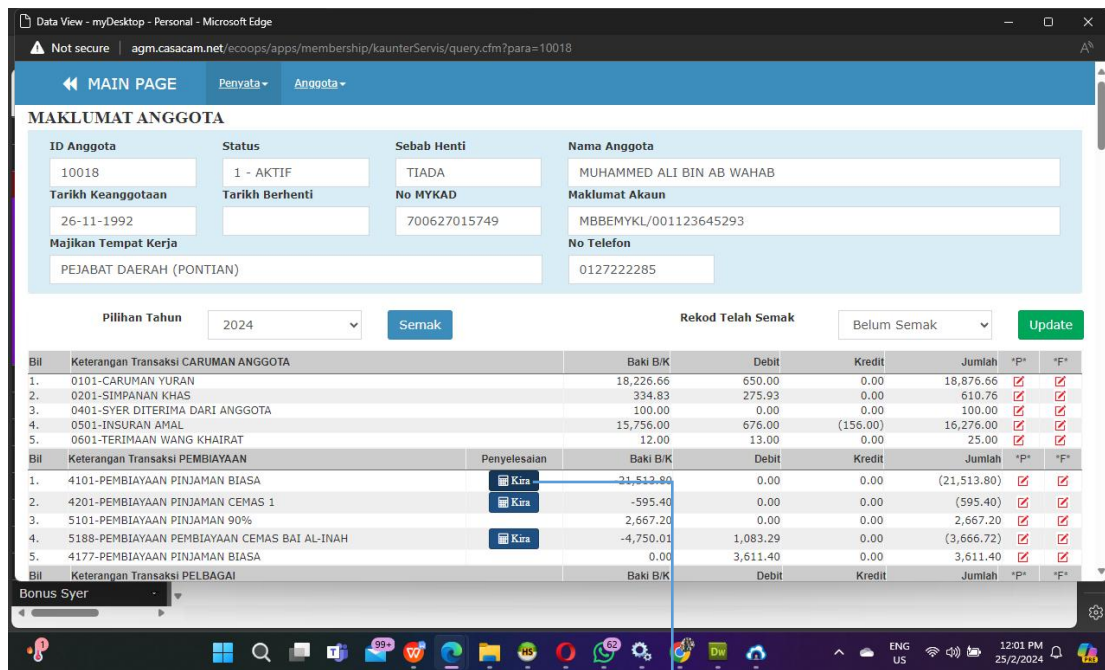 Data View - myDesktop - Personal - Microsoft Edge
Not secure | agm.casacam.net/ecoops/apps/membership/kaunterServis/query.cfm?para=10018
MAIN PAGE Penyata Anggota
MAKLUMAT ANGGOTA
ID Anggota Status Sebab Henti Nama Anggota
10018 1 - AKTIF TIADA MUHAMMED ALI BIN AB WAHAB
Tarikh Keanggotaan Tarikh Berhenti No MYKAD Maklumat Akaun
26-11-1992 700627015749 MBBEMYKL/001123645293
Majikan Tempat Kerja No Telefon
PEJABAT DAERAH (PONTIAN) 0127222285
Pilihan Tahun 2024 Semak Rekod Telah Semak Belum Semak Update
Bil Keterangan Transaksi CARUMAN ANGGOTA Baki B/K Debit Kredit Jumlah *P* *F*
1. 0101-CARUMAN YURAN 18,226.66 650.00 0.00 18,876.66
2. 0201-SIMPANAN KHAS 334.83 275.93 0.00 610.76
3. 0401-SYER DITERIMA DARI ANGGOTA 100.00 0.00 0.00 100.00
4. 0501-INSURAN AMAL 15,756.00 676.00 (156.00) 16,276.00
5. 0601-TERIMAAN WANG KHAIRAT 12.00 13.00 0.00 25.00
Bil Keterangan Transaksi PEMBIAYAAN Penyelesaian Baki B/K Debit Kredit Jumlah *P* *F*
1. 4101-PEMBIAYAAN PINJAMAN BIASA Kira -21,513.80 0.00 0.00 (21,513.80)
2. 4201-PEMBIAYAAN PINJAMAN CEMAS 1 Kira -595.40 0.00 0.00 (595.40)
3. 5101-PEMBIAYAAN PINJAMAN 90% 2,667.20 0.00 0.00 2,667.20
4. 5188-PEMBIAYAAN PEMBIAYAAN CEMAS BAI AL-INAH Kira -4,750.01 1,083.29 0.00 (3,666.72)
5. 4177-PEMBIAYAAN PINJAMAN BIASA 0.00 3,611.40 0.00 3,611.40
Bil Keterangan Transaksi PELBAGAI Baki B/K Debit Kredit Jumlah *P* *F*
Bonus Syer
1 99+ HS 62 Dw ENG 12:01 PM
US 25/2/2024 PRE